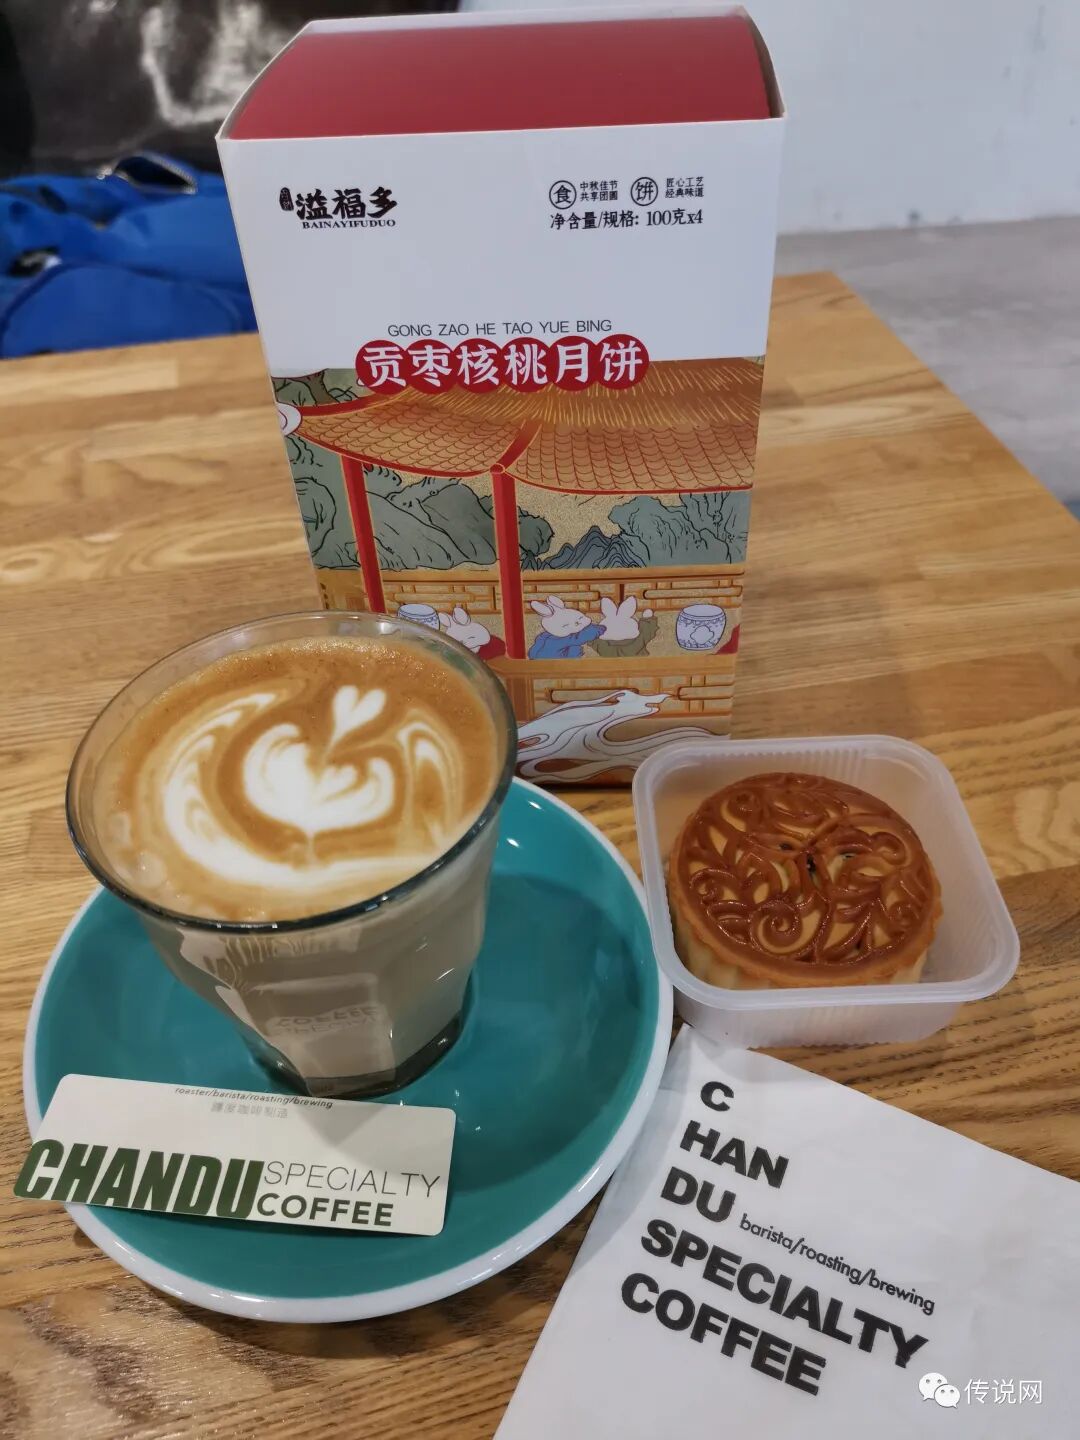 溢福多
BAINAYIFUDUO
食 中秋佳节 共享团圆 饼 匠心工艺 经典味道
净含量/规格: 100克x4
GONG ZAO HE TAO YUE BING
贡枣核桃月饼
roaster/barista/roasting/brewing
CHANDU SPECIALTY
COFFEE
C
HAN
DU barista/roasting/brewing
SPECIALTY
COFFEE
传说网